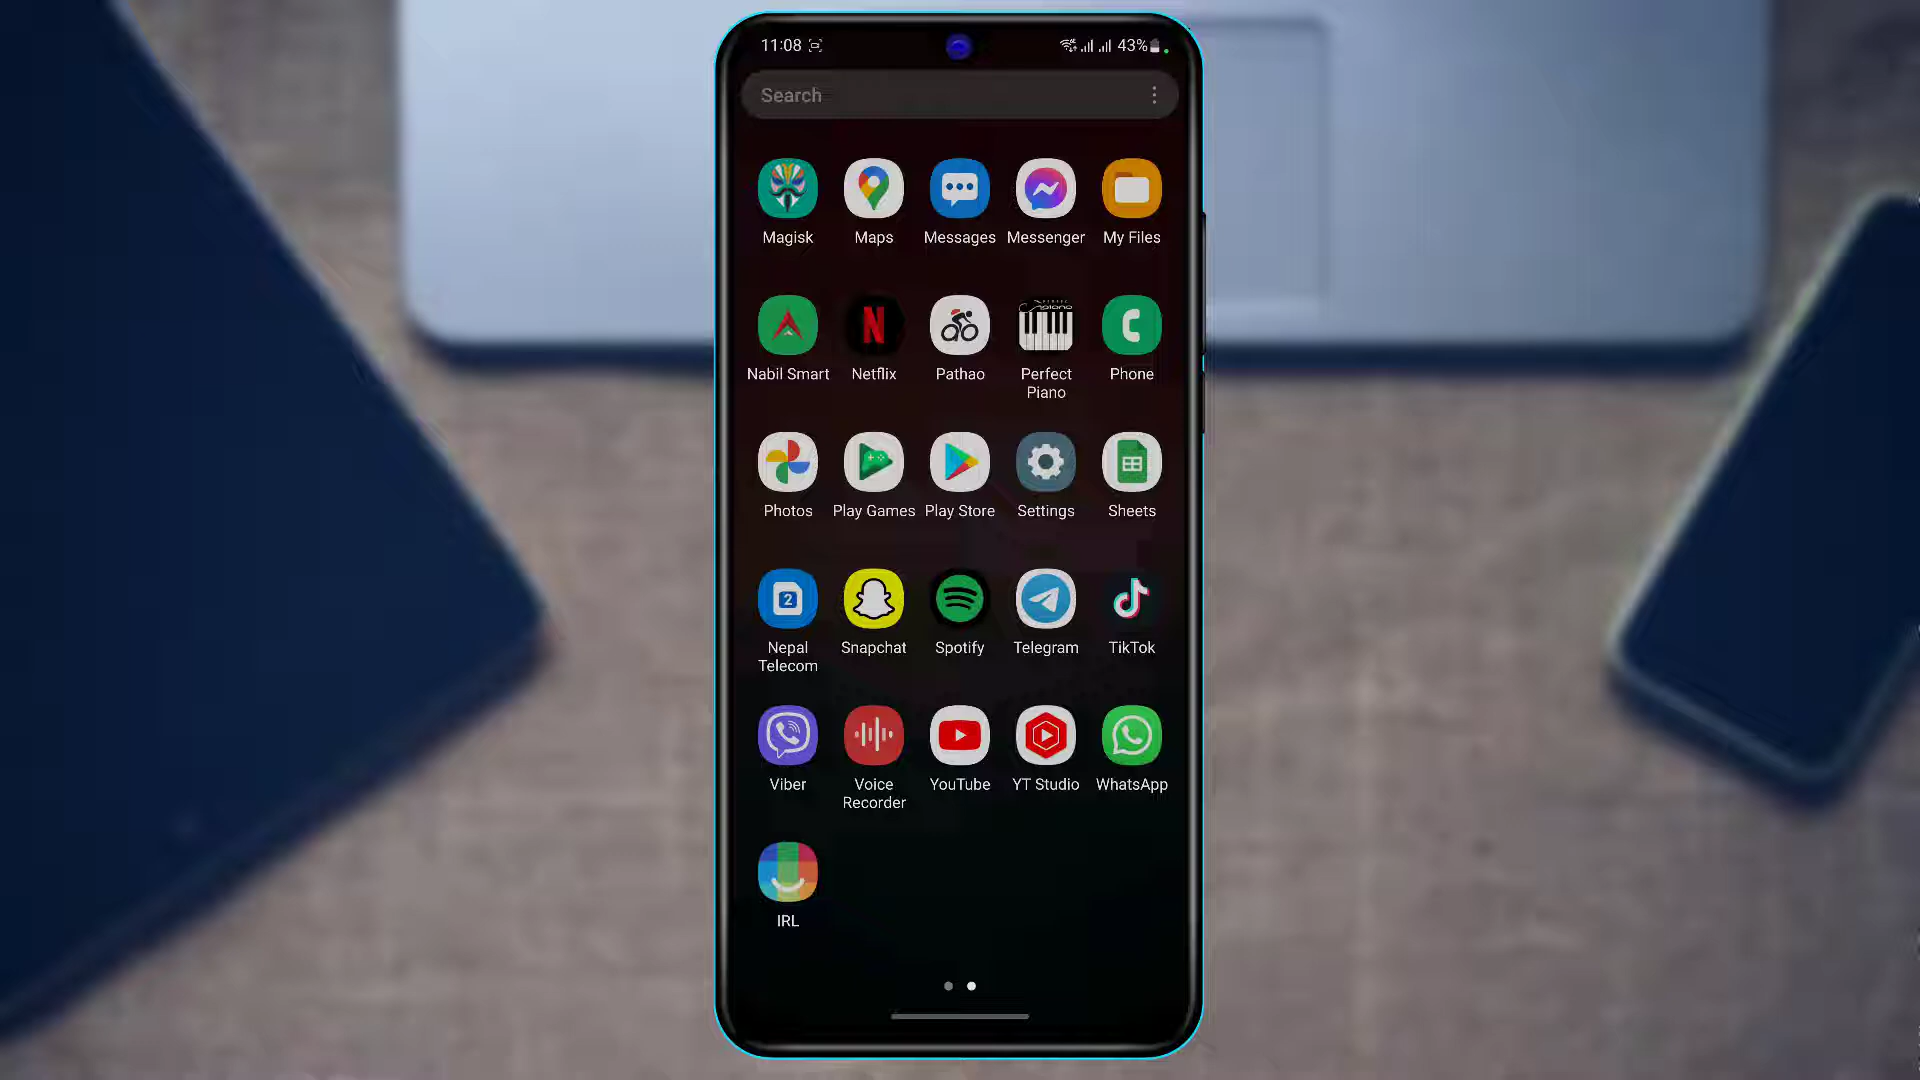 11:08 43%
Search
Magisk Maps Messages Messenger My Files
Nabil Smart Netflix Pathao Perfect Piano Phone
Photos Play Games Play Store Settings Sheets
2
Nepal Telecom Snapchat Spotify Telegram TikTok
Viber Voice Recorder YouTube YT Studio WhatsApp
IRL